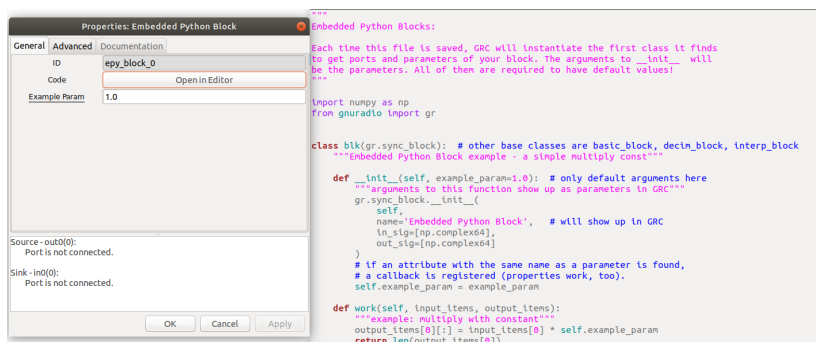 Properties: Embedded Python Block
General Advanced Documentation
ID epy_block_0
Code Open in Editor
Example Param 1.0
Source - out0(0):
Port is not connected.
Sink - in0(0):
Port is not connected.
OK Cancel Apply
"""
Embedded Python Blocks:

Each time this file is saved, GRC will instantiate the first class it finds
to get ports and parameters of your block. The arguments to __init__  will
be the parameters. All of them are required to have default values!
"""

import numpy as np
from gnuradio import gr


class blk(gr.sync_block):  # other base classes are basic_block, decim_block, interp_block
    """Embedded Python Block example - a simple multiply const"""

    def __init__(self, example_param=1.0):  # only default arguments here
        """arguments to this function show up as parameters in GRC"""
        gr.sync_block.__init__(
            self,
            name='Embedded Python Block',   # will show up in GRC
            in_sig=[np.complex64],
            out_sig=[np.complex64]
        )
        # if an attribute with the same name as a parameter is found,
        # a callback is registered (properties work, too).
        self.example_param = example_param

    def work(self, input_items, output_items):
        """example: multiply with constant"""
        output_items[0][:] = input_items[0] * self.example_param
        return len(output_items[0])